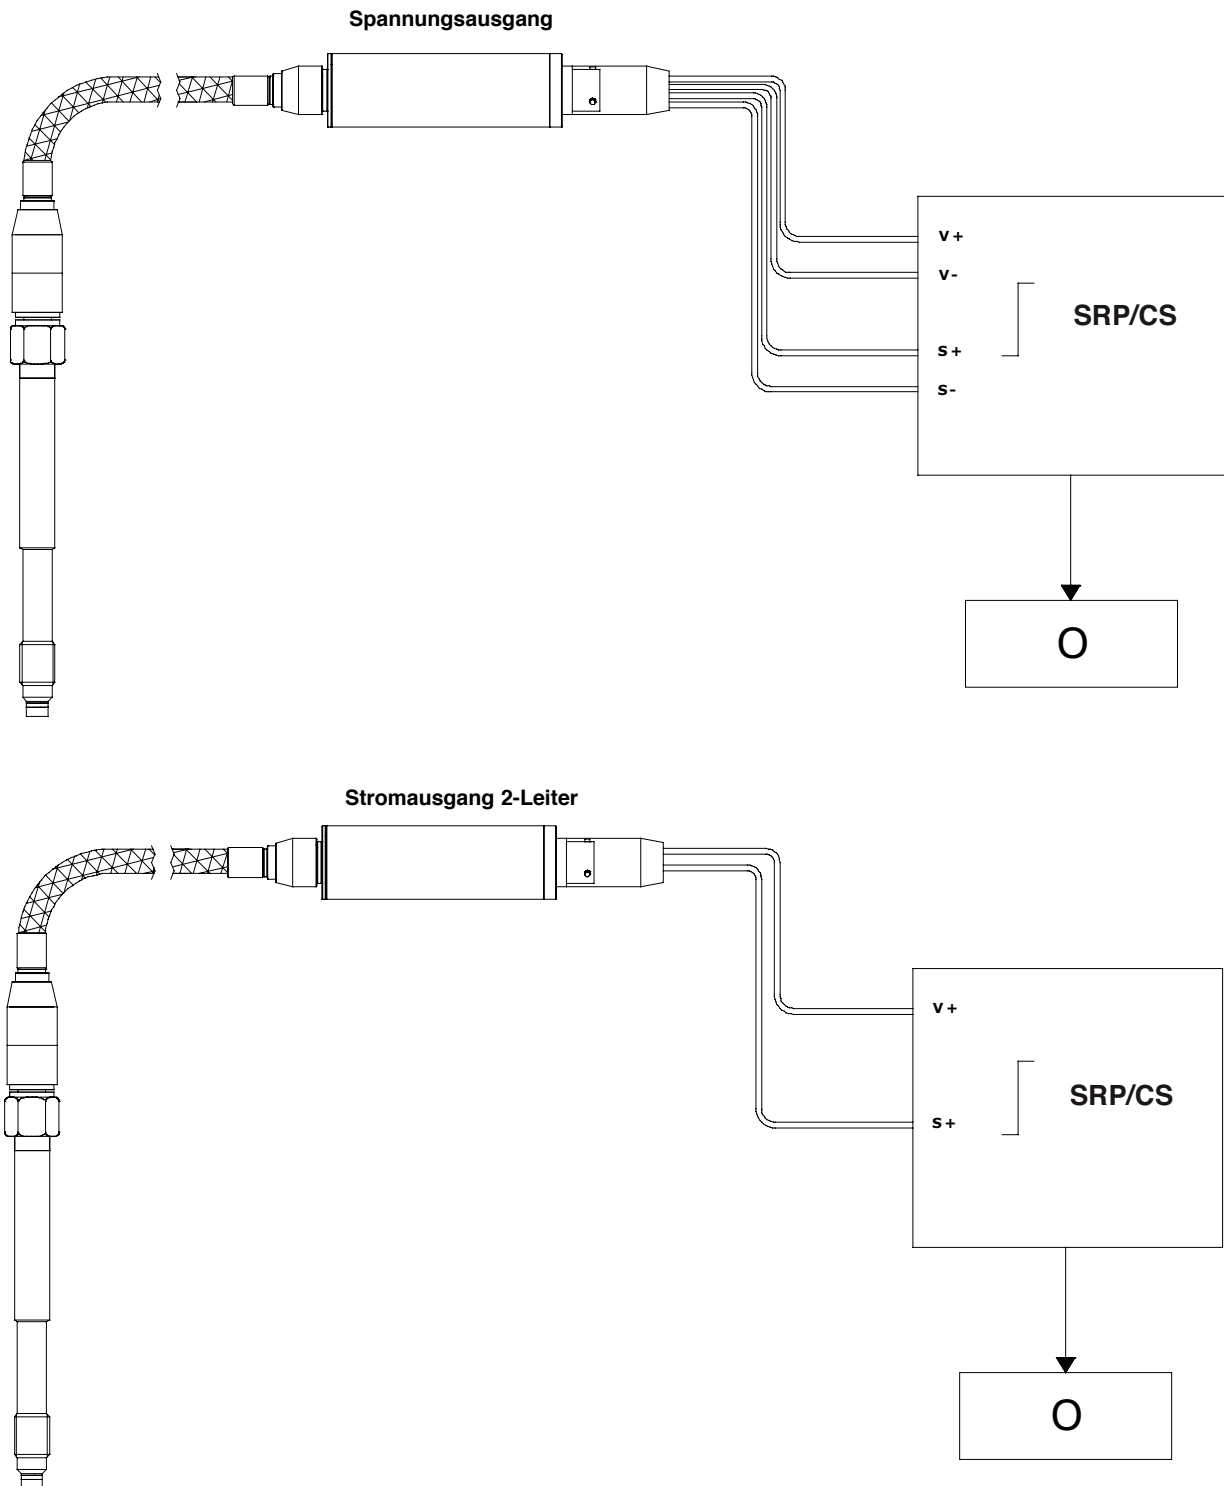 Spannungsausgang
V+
V-
SRP/CS
S+
S-
O
Stromausgang 2-Leiter
V+
SRP/CS
S+
O